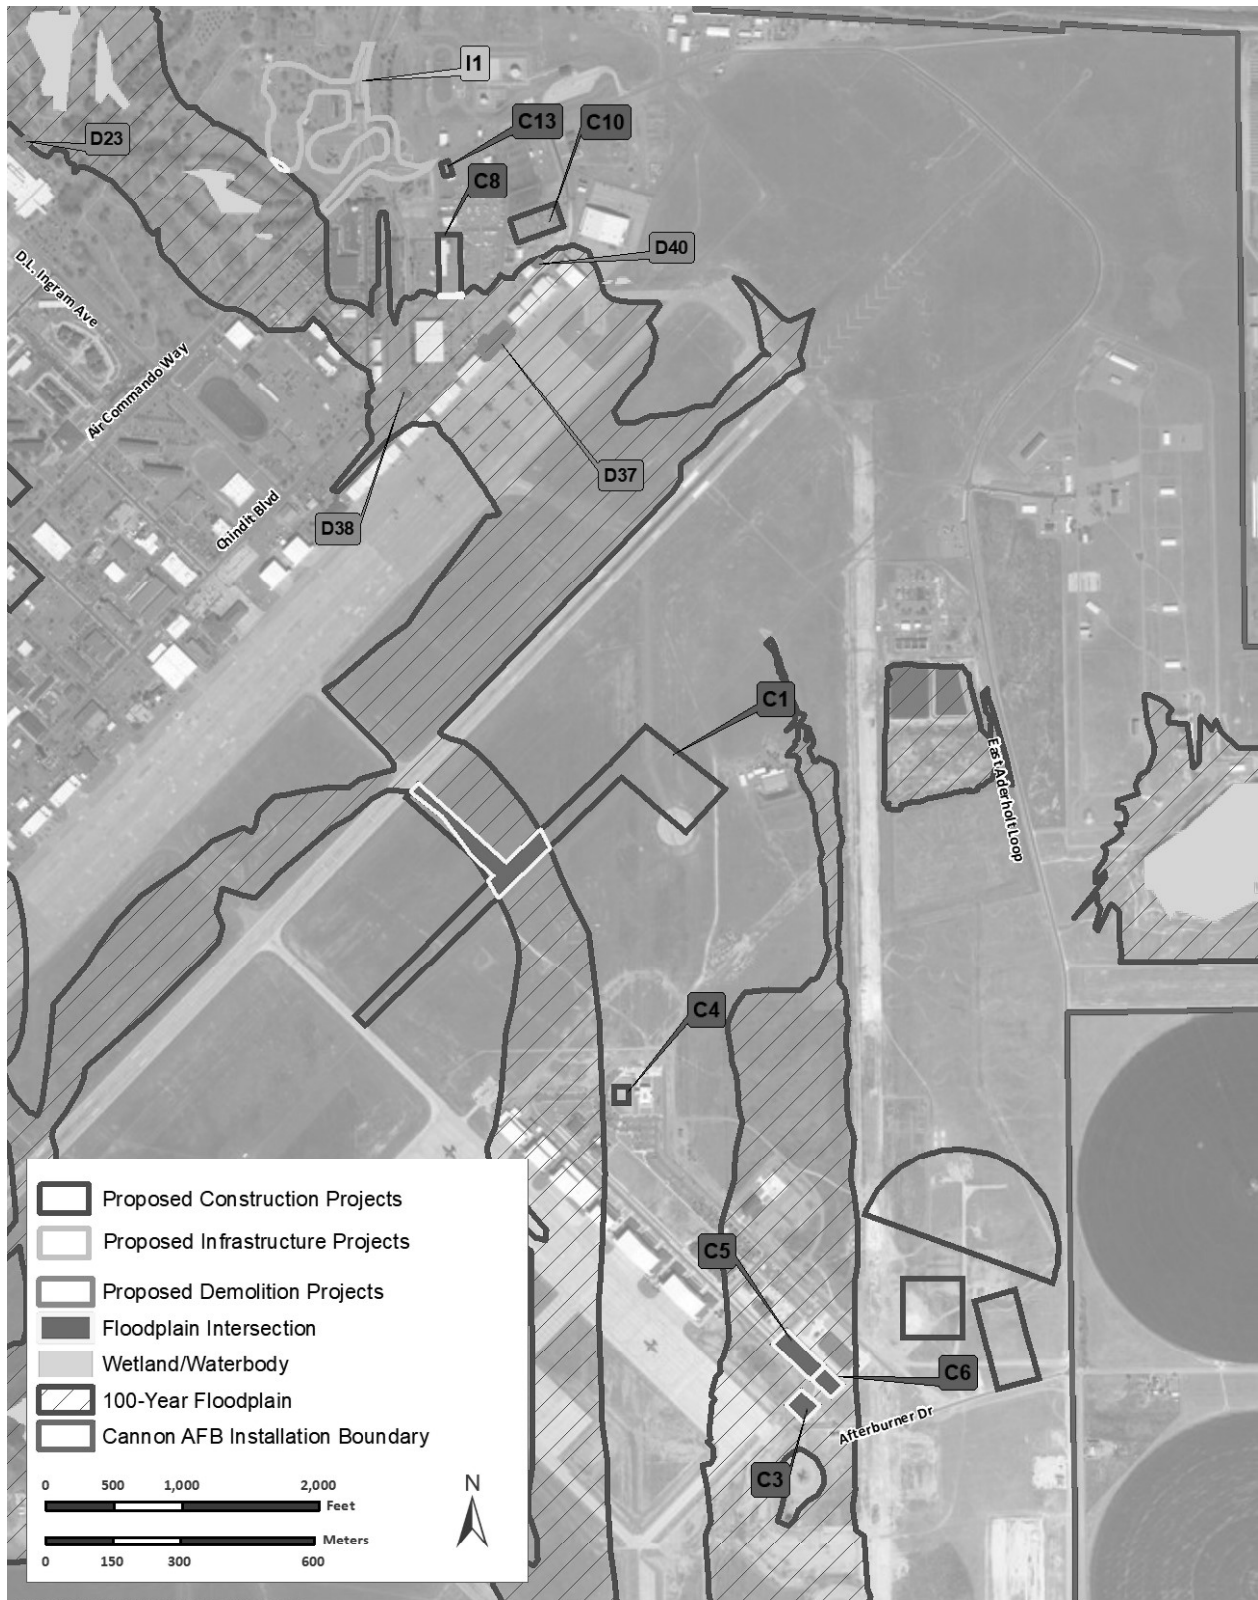 I1
C13
C10
D23
C8
D40
D.L. Ingram Ave
Air Commando Way
D37
Chindit Blvd
D38
C1
East Aderholt Loop
C4
C5
C6
Afterburner Dr
C3
Proposed Construction Projects
Proposed Infrastructure Projects
Proposed Demolition Projects
Floodplain Intersection
Wetland/Waterbody
100-Year Floodplain
Cannon AFB Installation Boundary
0 500 1,000 2,000
Feet
N
Meters
0 150 300 600